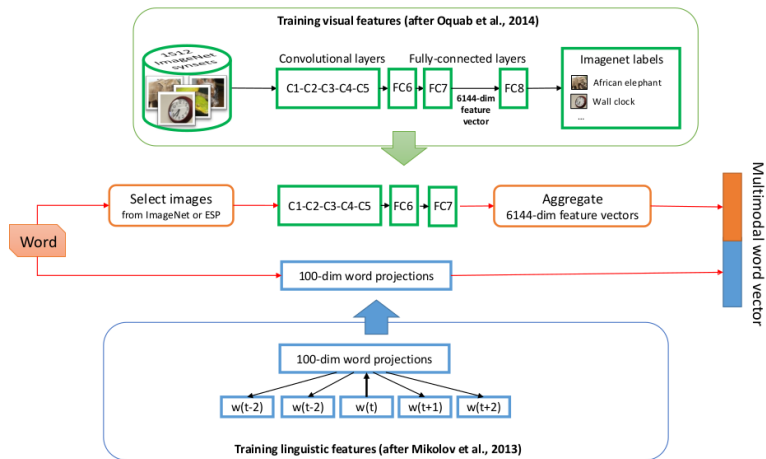 Training visual features (after Oquab et al., 2014)
1512
ImageNet
synsets
Convolutional layers
Fully-connected layers
C1-C2-C3-C4-C5
FC6
FC7
6144-dim
feature
vector
FC8
Imagenet labels
African elephant
Wall clock
...
Word
Select images
from ImageNet or ESP
C1-C2-C3-C4-C5
FC6
FC7
Aggregate
6144-dim feature vectors
100-dim word projections
Multimodal word vector
100-dim word projections
w(t-2)
w(t-2)
w(t)
w(t+1)
w(t+2)
Training linguistic features (after Mikolov et al., 2013)